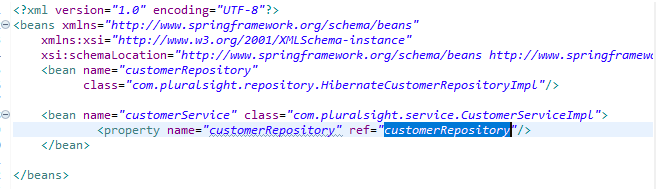 <?xml version="1.0" encoding="UTF-8"?>
<beans xmlns="http://www.springframework.org/schema/beans"
xmlns:xsi="http://www.w3.org/2001/XMLSchema-instance"
xsi:schemaLocation="http://www.springframework.org/schema/beans http://www.springframework
<bean name="customerRepository"
class="com.pluralsight.repository.HibernateCustomerRepositoryImpl"/>
<bean name="customerService" class="com.pluralsight.service.CustomerServiceImpl">
<property name="customerRepository" ref="customerRepository"/>
</bean>
</beans>